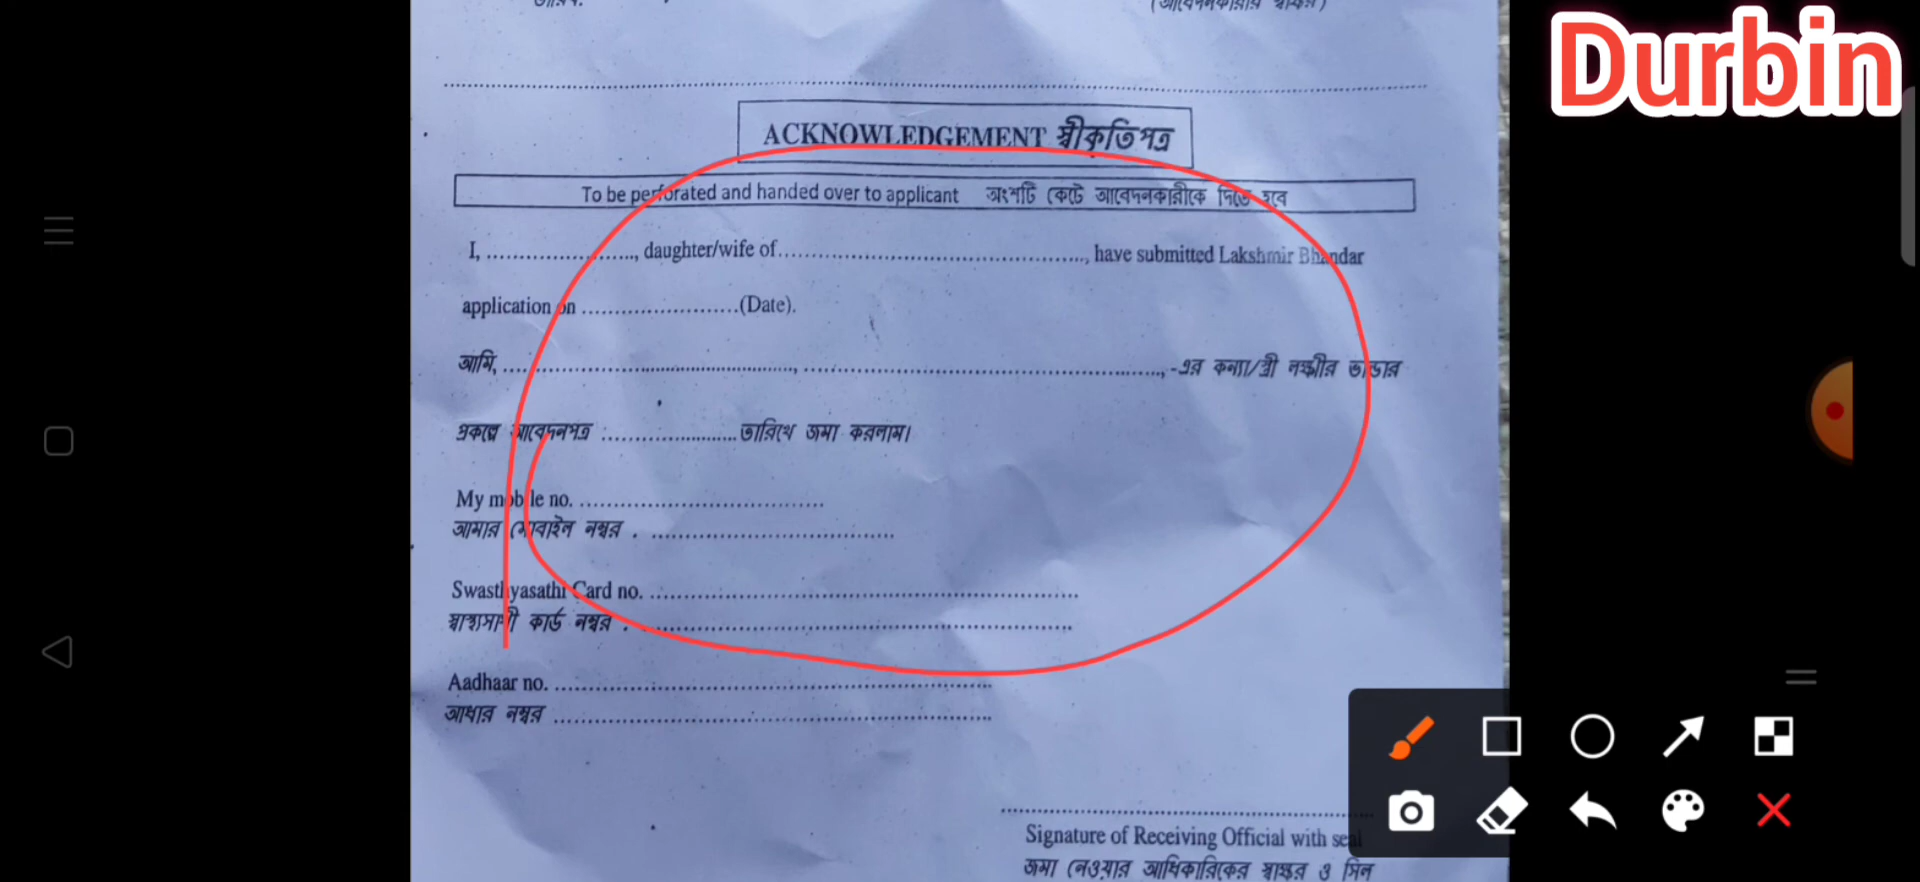 Durbin
ACKNOWLEDGEMENT স্বীকৃতিপত্র
To be perforated and handed over to applicant অংশটি কেটে আবেদনকারীকে দিতে হবে
I, ......................, daughter/wife of............................................., have submitted Lakshmir Bhandar
application on .......................(Date).
আমি, ............................................, ....................................................., -এর কন্যা/স্ত্রী লক্ষ্মীর ভান্ডার
প্রকল্পে আবেদনপত্র ....................তারিখে জমা করলাম।
My mobile no. ....................................
আমার মোবাইল নম্বর . ....................................
Swasthyasathi Card no. ...............................................................
স্বাস্থ্যসাথী কার্ড নম্বর . ...............................................................
Aadhaar no. ...............................................................
আধার নম্বর ...............................................................
Signature of Receiving Official with seal
জমা নেওয়ার আধিকারিকের স্বাক্ষর ও সিল